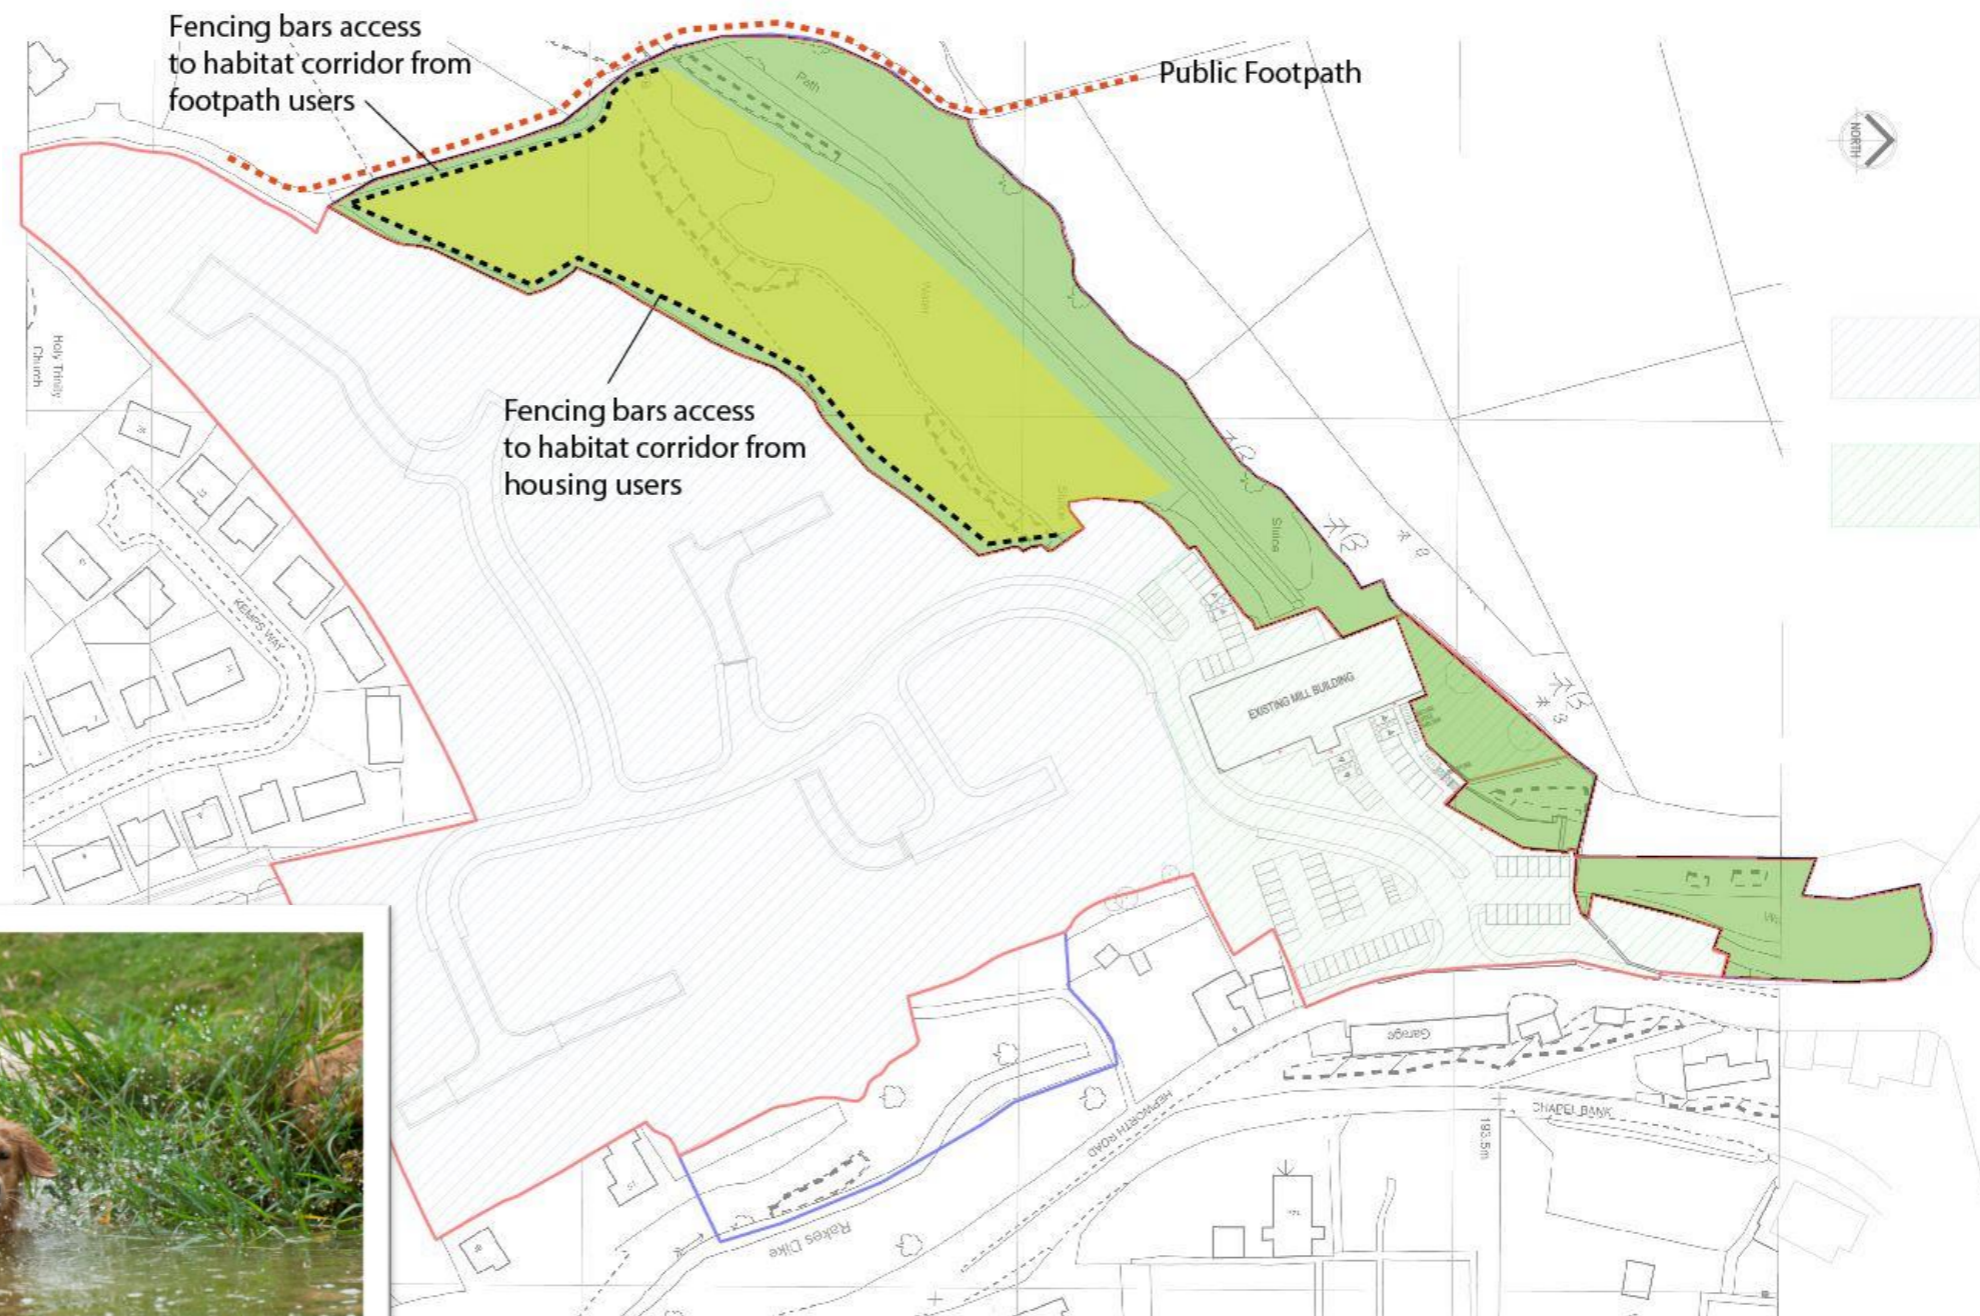 Fencing bars access
to habitat corridor from
footpath users
Public Footpath
Path
NORTH
Holy Trinity
Church
Water
Fencing bars access
to habitat corridor from
housing users
Sluice
Sluice
KEMPS WAY
EXISTING MILL BUILDING
Garage
CHAPEL BANK
HEPWORTH ROAD
193.5m
Rakes Dike